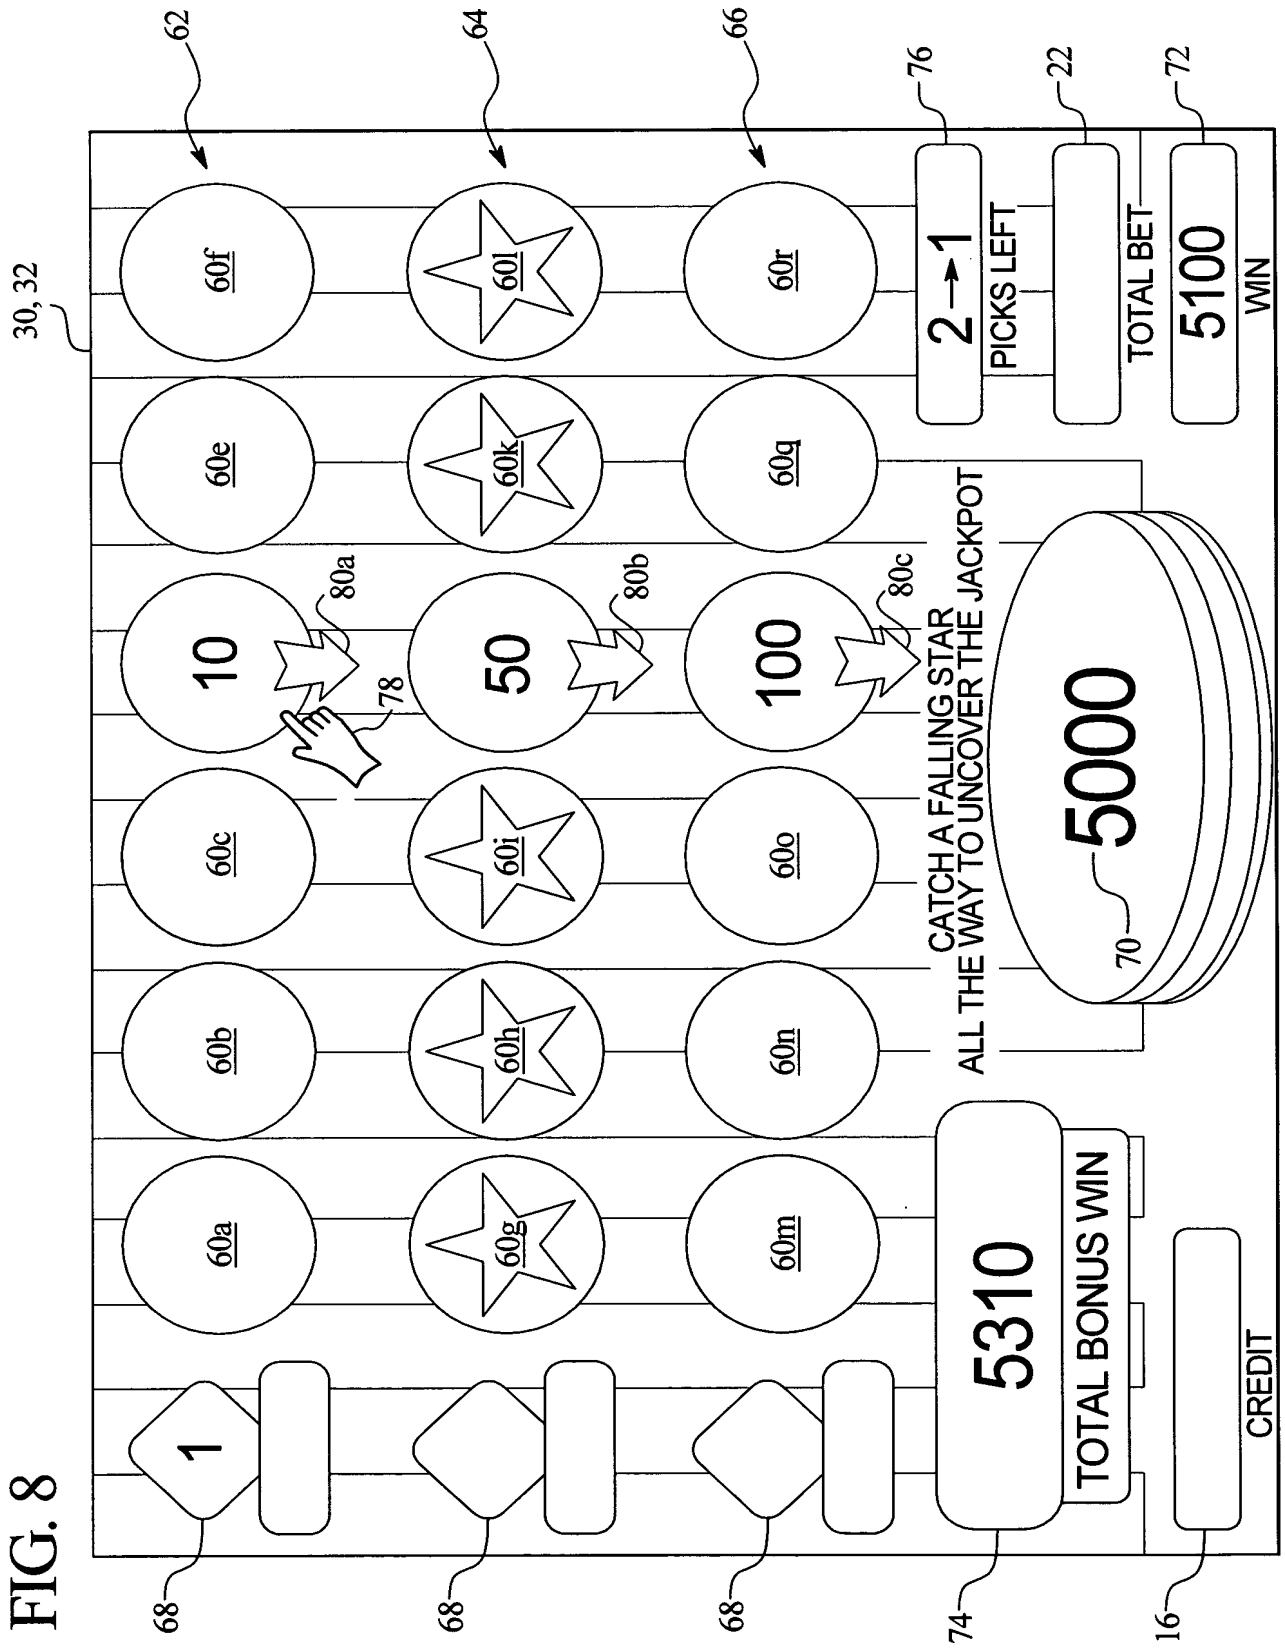 FIG. 8
30, 32
68
1
60a
60b
60c
10
60e
60f
62
78
80a
68
60g
60h
60i
50
60k
60l
64
80b
68
60m
60n
60o
100
60q
60r
66
80c
74
5310
TOTAL BONUS WIN
CATCH A FALLING STAR
ALL THE WAY TO UNCOVER THE JACKPOT
70
5000
2→1
76
PICKS LEFT
22
TOTAL BET
16
CREDIT
5100
72
WIN